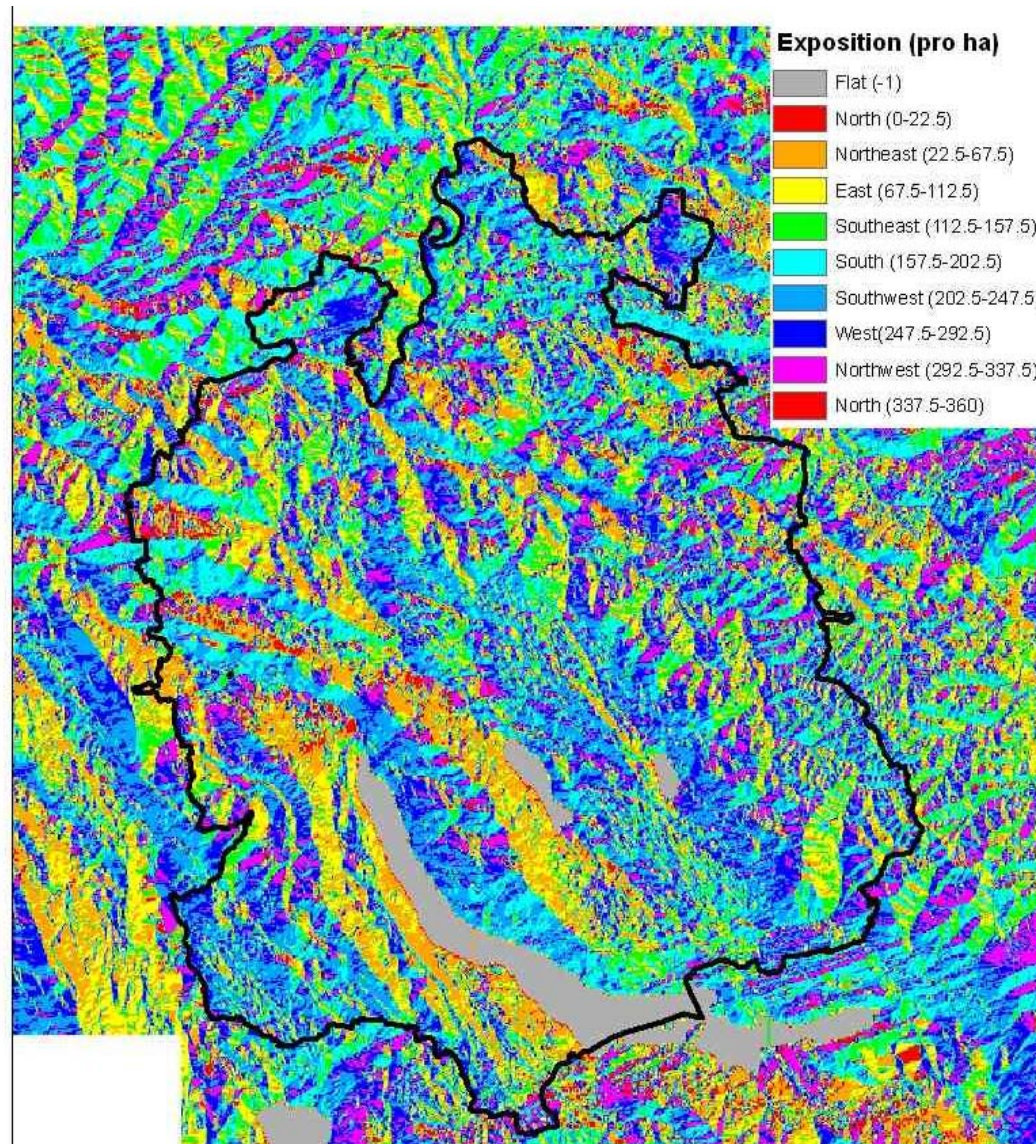 Exposition (pro ha)
Flat (-1)
North (0-22.5)
Northeast (22.5-67.5)
East (67.5-112.5)
Southeast (112.5-157.5)
South (157.5-202.5)
Southwest (202.5-247.5
West(247.5-292.5)
Northwest (292.5-337.5)
North (337.5-360)